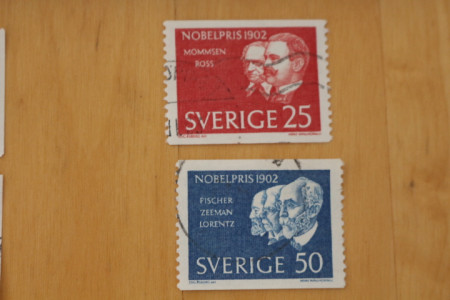 NOBELPRIS 1902
MOMMSEN
ROSS
SVERIGE 25
NOBELPRIS 1902
FISCHER
ZEEMAN
LORENTZ
SVERIGE 50